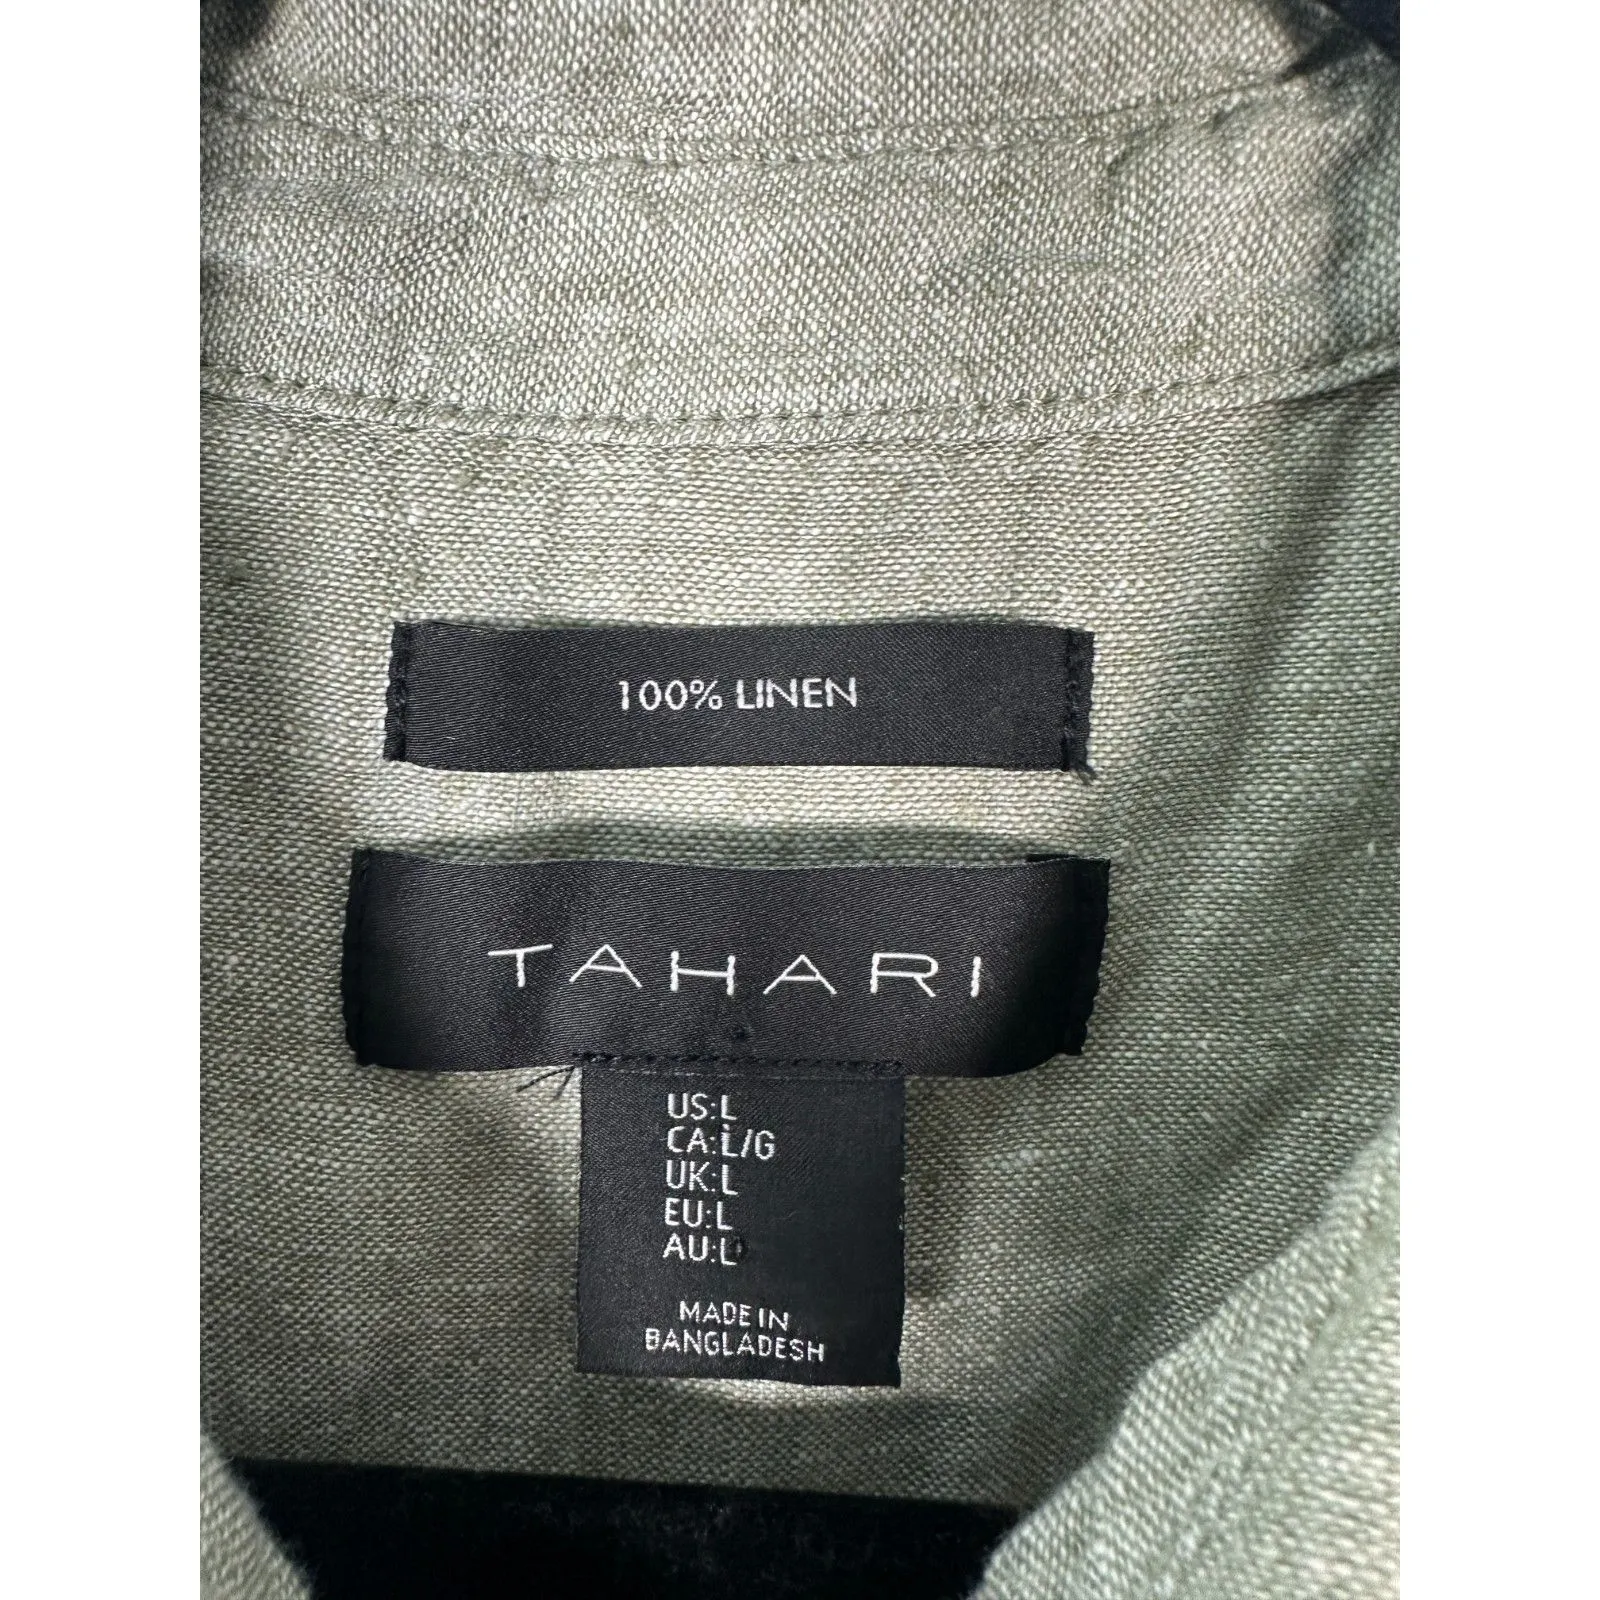 100% LINEN
TAHARI
US:L
CA:L/G
UK:L
EU:L
AU:L
MADE IN
BANGLADESH